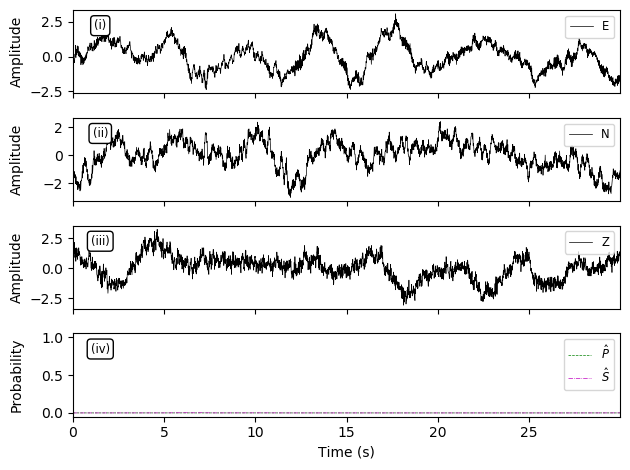 Amplitude
2.5
0.0
−2.5
(i)
E
Amplitude
2
0
−2
(ii)
N
Amplitude
2.5
0.0
−2.5
(iii)
Z
Probability
1.0
0.5
0.0
(iv)
P̂
Ŝ
0 5 10 15 20 25
Time (s)